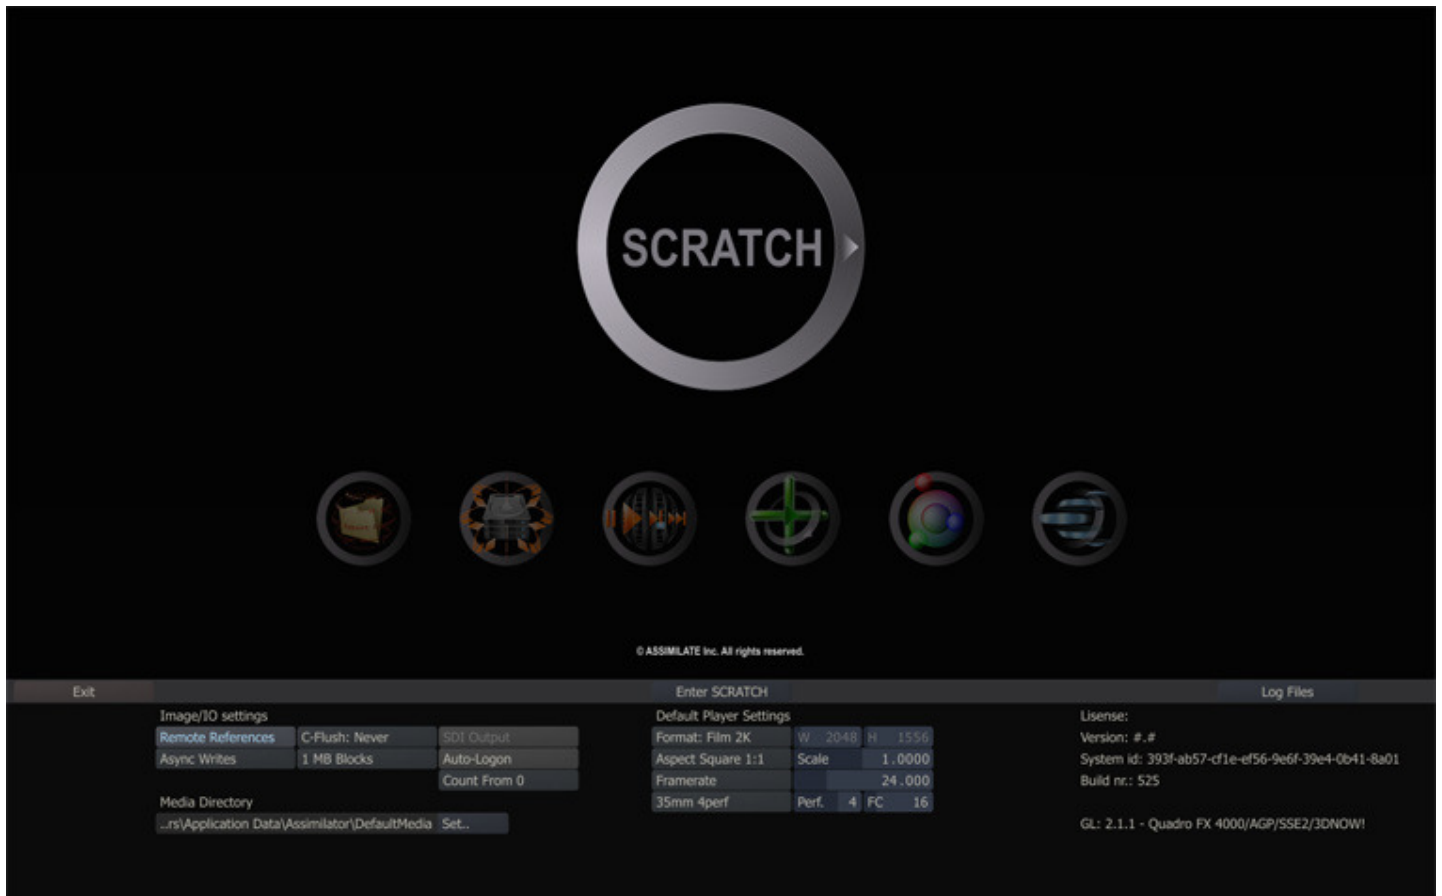 SCRATCH
© ASSIMILATE Inc. All rights reserved.
Exit
Enter SCRATCH
Log Files
Image/IO settings
Remote References C-Flush: Never SDI Output
Async Writes 1 MB Blocks Auto-Logon
Count From 0
Media Directory
..rs\Application Data\Assimilator\DefaultMedia Set..
Default Player Settings
Format: Film 2K W 2048 H 1556
Aspect Square 1:1 Scale 1.0000
Framerate 24.000
35mm 4perf Perf. 4 FC 16
Lisense:
Version: #.#
System id: 393f-ab57-cf1e-ef56-9e6f-39e4-0b41-8a01
Build nr.: 525
GL: 2.1.1 - Quadro FX 4000/AGP/SSE2/3DNOW!